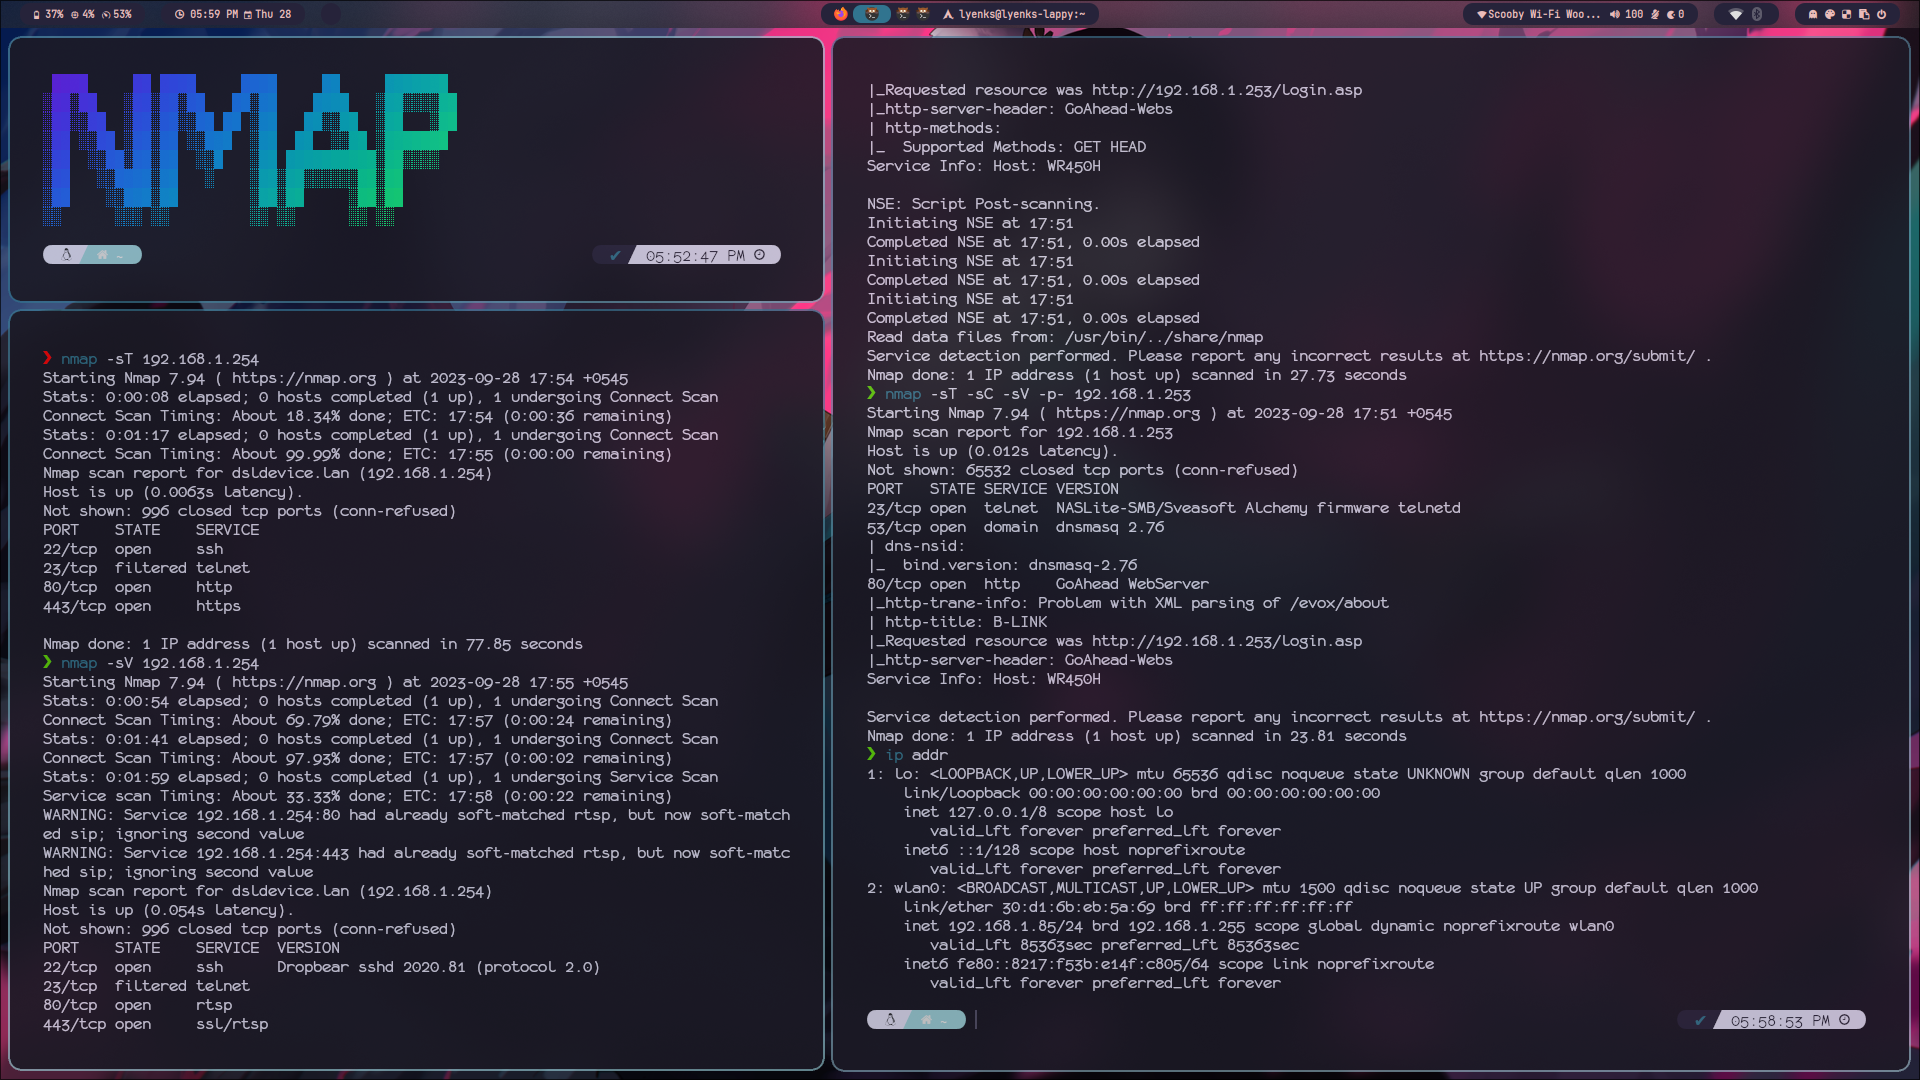 37% 4% 53%
05:59 PM Thu 28
lyenks@lyenks-lappy:~
Scooby Wi-Fi Woo... 100 0
NMAP
~
05:52:47 PM
❯ nmap -sT 192.168.1.254
Starting Nmap 7.94 ( https://nmap.org ) at 2023-09-28 17:54 +0545
Stats: 0:00:08 elapsed; 0 hosts completed (1 up), 1 undergoing Connect Scan
Connect Scan Timing: About 18.34% done; ETC: 17:54 (0:00:36 remaining)
Stats: 0:01:17 elapsed; 0 hosts completed (1 up), 1 undergoing Connect Scan
Connect Scan Timing: About 99.99% done; ETC: 17:55 (0:00:00 remaining)
Nmap scan report for dsldevice.lan (192.168.1.254)
Host is up (0.0063s latency).
Not shown: 996 closed tcp ports (conn-refused)
PORT    STATE    SERVICE
22/tcp  open     ssh
23/tcp  filtered telnet
80/tcp  open     http
443/tcp open     https

Nmap done: 1 IP address (1 host up) scanned in 77.85 seconds
❯ nmap -sV 192.168.1.254
Starting Nmap 7.94 ( https://nmap.org ) at 2023-09-28 17:55 +0545
Stats: 0:00:54 elapsed; 0 hosts completed (1 up), 1 undergoing Connect Scan
Connect Scan Timing: About 69.79% done; ETC: 17:57 (0:00:24 remaining)
Stats: 0:01:41 elapsed; 0 hosts completed (1 up), 1 undergoing Connect Scan
Connect Scan Timing: About 97.93% done; ETC: 17:57 (0:00:02 remaining)
Stats: 0:01:59 elapsed; 0 hosts completed (1 up), 1 undergoing Service Scan
Service scan Timing: About 33.33% done; ETC: 17:58 (0:00:22 remaining)
WARNING: Service 192.168.1.254:80 had already soft-matched rtsp, but now soft-match
ed sip; ignoring second value
WARNING: Service 192.168.1.254:443 had already soft-matched rtsp, but now soft-matc
hed sip; ignoring second value
Nmap scan report for dsldevice.lan (192.168.1.254)
Host is up (0.054s latency).
Not shown: 996 closed tcp ports (conn-refused)
PORT    STATE    SERVICE  VERSION
22/tcp  open     ssh      Dropbear sshd 2020.81 (protocol 2.0)
23/tcp  filtered telnet
80/tcp  open     rtsp
443/tcp open     ssl/rtsp
|_Requested resource was http://192.168.1.253/login.asp
|_http-server-header: GoAhead-Webs
| http-methods:
|_  Supported Methods: GET HEAD
Service Info: Host: WR450H

NSE: Script Post-scanning.
Initiating NSE at 17:51
Completed NSE at 17:51, 0.00s elapsed
Initiating NSE at 17:51
Completed NSE at 17:51, 0.00s elapsed
Initiating NSE at 17:51
Completed NSE at 17:51, 0.00s elapsed
Read data files from: /usr/bin/../share/nmap
Service detection performed. Please report any incorrect results at https://nmap.org/submit/ .
Nmap done: 1 IP address (1 host up) scanned in 27.73 seconds
❯ nmap -sT -sC -sV -p- 192.168.1.253
Starting Nmap 7.94 ( https://nmap.org ) at 2023-09-28 17:51 +0545
Nmap scan report for 192.168.1.253
Host is up (0.012s latency).
Not shown: 65532 closed tcp ports (conn-refused)
PORT   STATE SERVICE VERSION
23/tcp open  telnet  NASLite-SMB/Sveasoft Alchemy firmware telnetd
53/tcp open  domain  dnsmasq 2.76
| dns-nsid:
|_  bind.version: dnsmasq-2.76
80/tcp open  http    GoAhead WebServer
|_http-trane-info: Problem with XML parsing of /evox/about
| http-title: B-LINK
|_Requested resource was http://192.168.1.253/login.asp
|_http-server-header: GoAhead-Webs
Service Info: Host: WR450H

Service detection performed. Please report any incorrect results at https://nmap.org/submit/ .
Nmap done: 1 IP address (1 host up) scanned in 23.81 seconds
❯ ip addr
1: lo: <LOOPBACK,UP,LOWER_UP> mtu 65536 qdisc noqueue state UNKNOWN group default qlen 1000
    link/loopback 00:00:00:00:00:00 brd 00:00:00:00:00:00
    inet 127.0.0.1/8 scope host lo
       valid_lft forever preferred_lft forever
    inet6 ::1/128 scope host noprefixroute
       valid_lft forever preferred_lft forever
2: wlan0: <BROADCAST,MULTICAST,UP,LOWER_UP> mtu 1500 qdisc noqueue state UP group default qlen 1000
    link/ether 30:d1:6b:eb:5a:69 brd ff:ff:ff:ff:ff:ff
    inet 192.168.1.85/24 brd 192.168.1.255 scope global dynamic noprefixroute wlan0
       valid_lft 85363sec preferred_lft 85363sec
    inet6 fe80::8217:f53b:e14f:c805/64 scope link noprefixroute
       valid_lft forever preferred_lft forever
~
05:58:53 PM